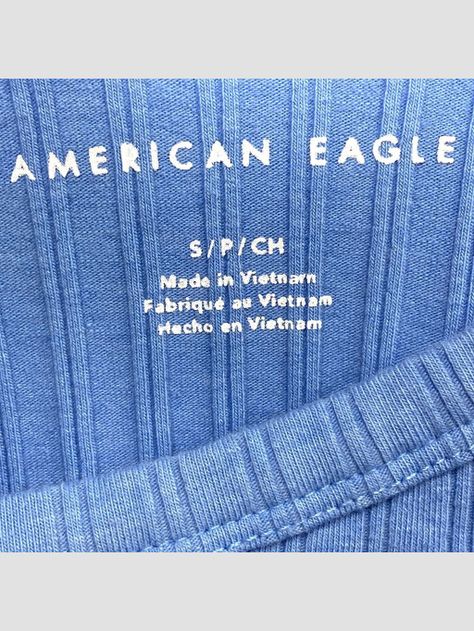 AMERICAN EAGLE
S/P/CH
Made in Vietnam
Fabriqué au Vietnam
Hecho en Vietnam